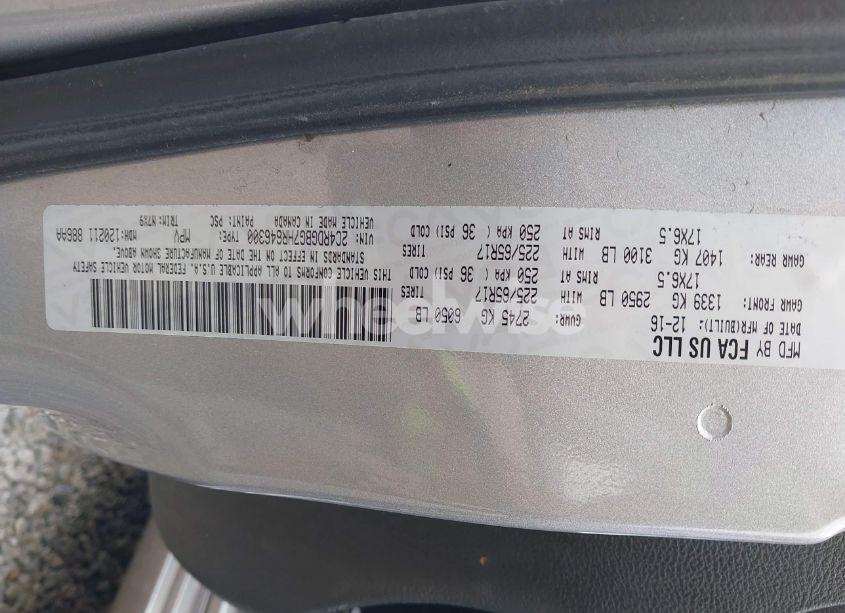 MFD BY FCA US LLC
DATE OF MFR(BUILT): 12-16
GVWR: 2745 KG 6050 LB
GAWR FRONT: 1339 KG 2950 LB WITH 225/65R17 TIRES
17X6.5 RIMS AT 250 KPA 36 PSI COLD
GAWR REAR: 1407 KG 3100 LB WITH 225/65R17 TIRES
17X6.5 RIMS AT 250 KPA 36 PSI COLD
THIS VEHICLE CONFORMS TO ALL APPLICABLE U.S.A. FEDERAL MOTOR VEHICLE SAFETY
STANDARDS IN EFFECT ON THE DATE OF MANUFACTURE SHOWN ABOVE.
VIN: 2C4RDGBG7HR646300 TYPE: MPV MDH: 120211 886AA
VEHICLE MADE IN CANADA PAINT: PSC TRIM: M7X9
wheelwise